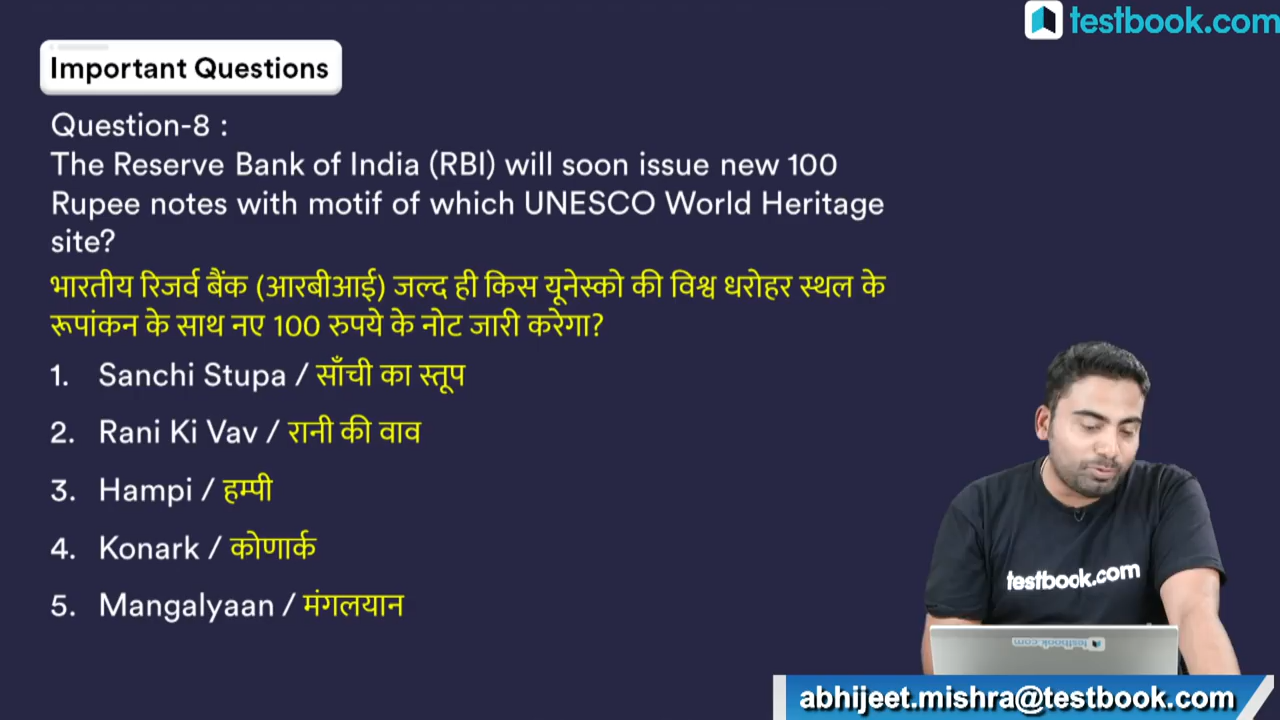 testbook.com
Important Questions
Question-8 :
The Reserve Bank of India (RBI) will soon issue new 100
Rupee notes with motif of which UNESCO World Heritage
site?
भारतीय रिजर्व बैंक (आरबीआई) जल्द ही किस यूनेस्को की विश्व धरोहर स्थल के
रूपांकन के साथ नए 100 रुपये के नोट जारी करेगा?
1. Sanchi Stupa / साँची का स्तूप
2. Rani Ki Vav / रानी की वाव
3. Hampi / हम्पी
4. Konark / कोणार्क
5. Mangalyaan / मंगलयान
testbook.com
testbook.com
abhijeet.mishra@testbook.com